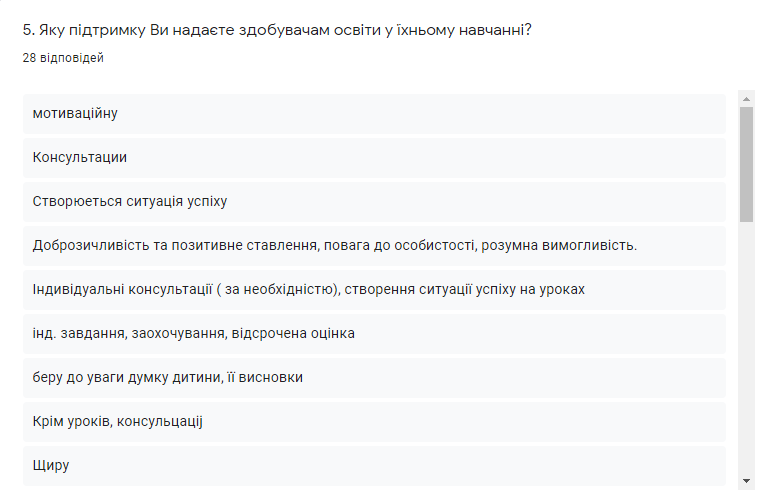 5. Яку підтримку Ви надаєте здобувачам освіти у їхньому навчанні?
28 відповідей
мотиваційну
Консультации
Створюеться ситуація успіху
Доброзичливість та позитивне ставлення, повага до особистості, розумна вимогливість.
Індивідуальні консультації ( за необхідністю), створення ситуації успіху на уроках
інд. завдання, заохочування, відсрочена оцінка
беру до уваги думку дитини, її висновки
Крім уроків, консульцаціј
Щиру